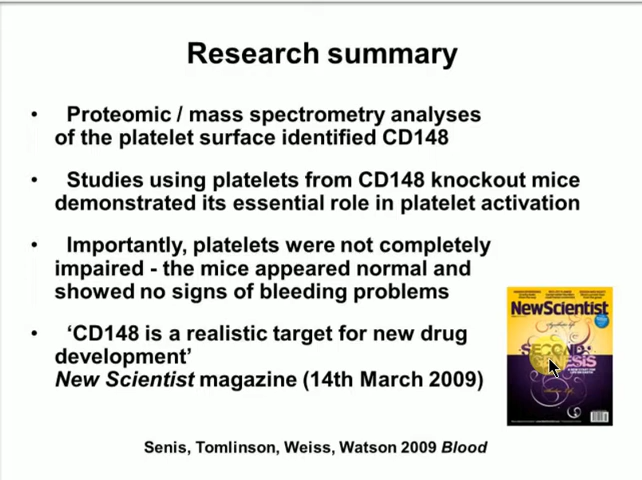 Research summary
• Proteomic / mass spectrometry analyses
of the platelet surface identified CD148
• Studies using platelets from CD148 knockout mice
demonstrated its essential role in platelet activation
• Importantly, platelets were not completely
impaired - the mice appeared normal and
showed no signs of bleeding problems
• ‘CD148 is a realistic target for new drug
development’
New Scientist magazine (14th March 2009)
NewScientist
SECOND
GENESIS
Senis, Tomlinson, Weiss, Watson 2009 Blood